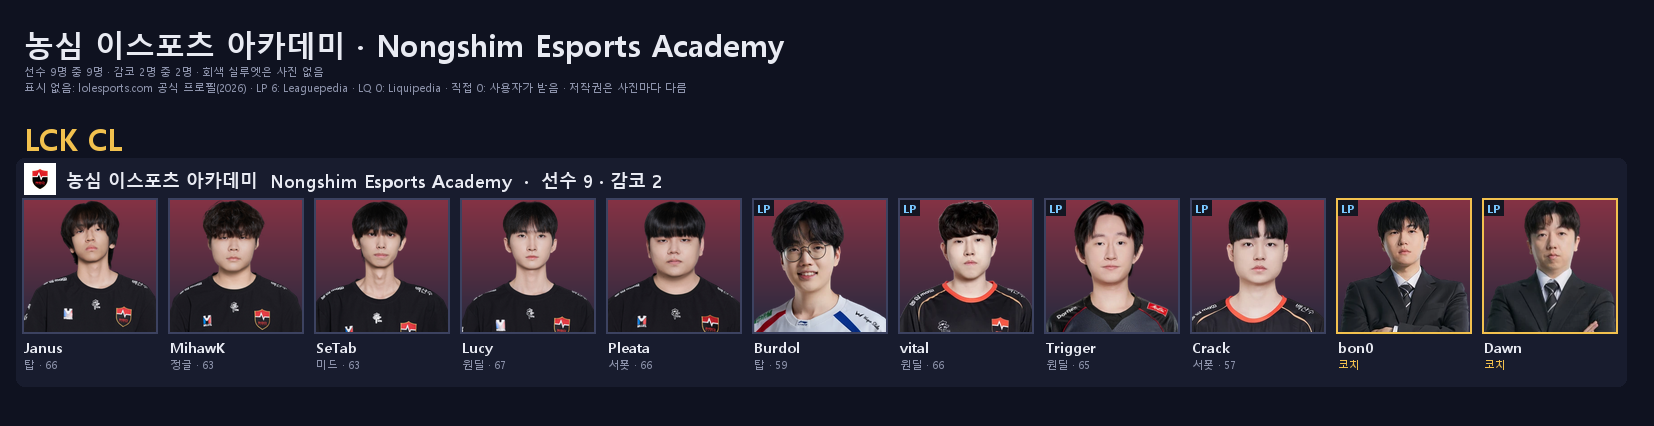 농심 이스포츠 아카데미 · Nongshim Esports Academy
선수 9명 중 9명 · 감코 2명 중 2명 · 회색 실루엣은 사진 없음
표시 없음: lolesports.com 공식 프로필(2026) · LP 6: Leaguepedia · LQ 0: Liquipedia · 직접 0: 사용자가 받음 · 저작권은 사진마다 다름
LCK CL
농심 이스포츠 아카데미 Nongshim Esports Academy · 선수 9 · 감코 2
LP LP LP LP LP LP
Janus MihawK SeTab Lucy Pleata Burdol vital Trigger Crack bon0 Dawn
탑 · 66 정글 · 63 미드 · 63 원딜 · 67 서폿 · 66 탑 · 59 원딜 · 66 원딜 · 65 서폿 · 57 코치 코치